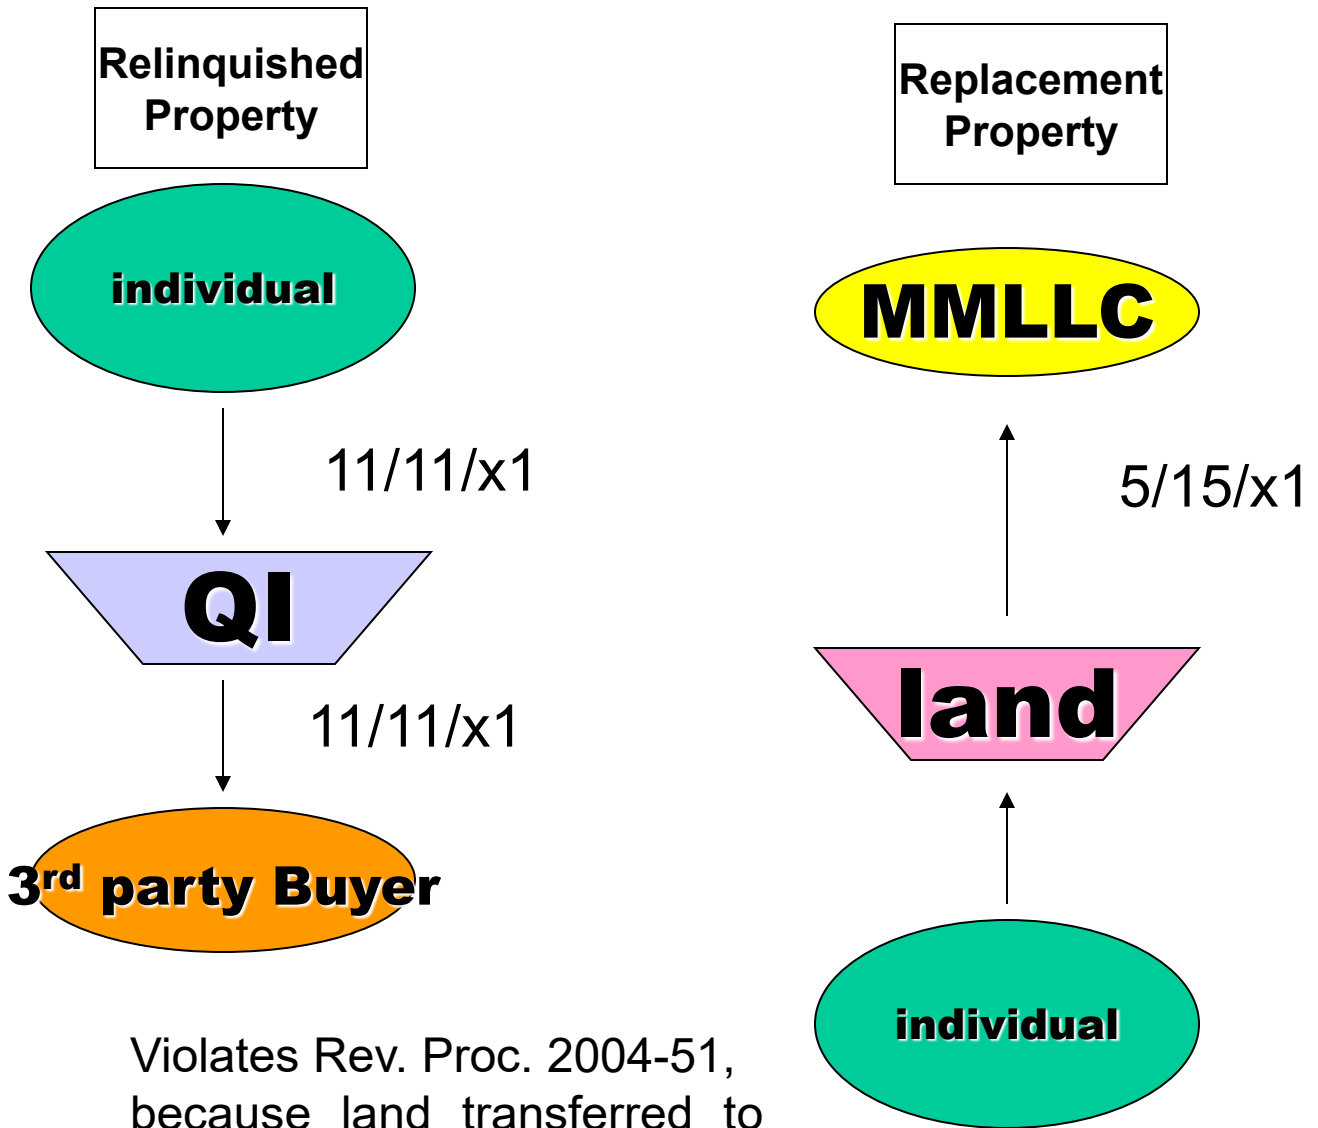 Relinquished
Property
individual
11/11/x1
QI
11/11/x1
3rd party Buyer
Violates Rev. Proc. 2004-51,
because land transferred to
Replacement
Property
MMLLC
5/15/x1
land
individual